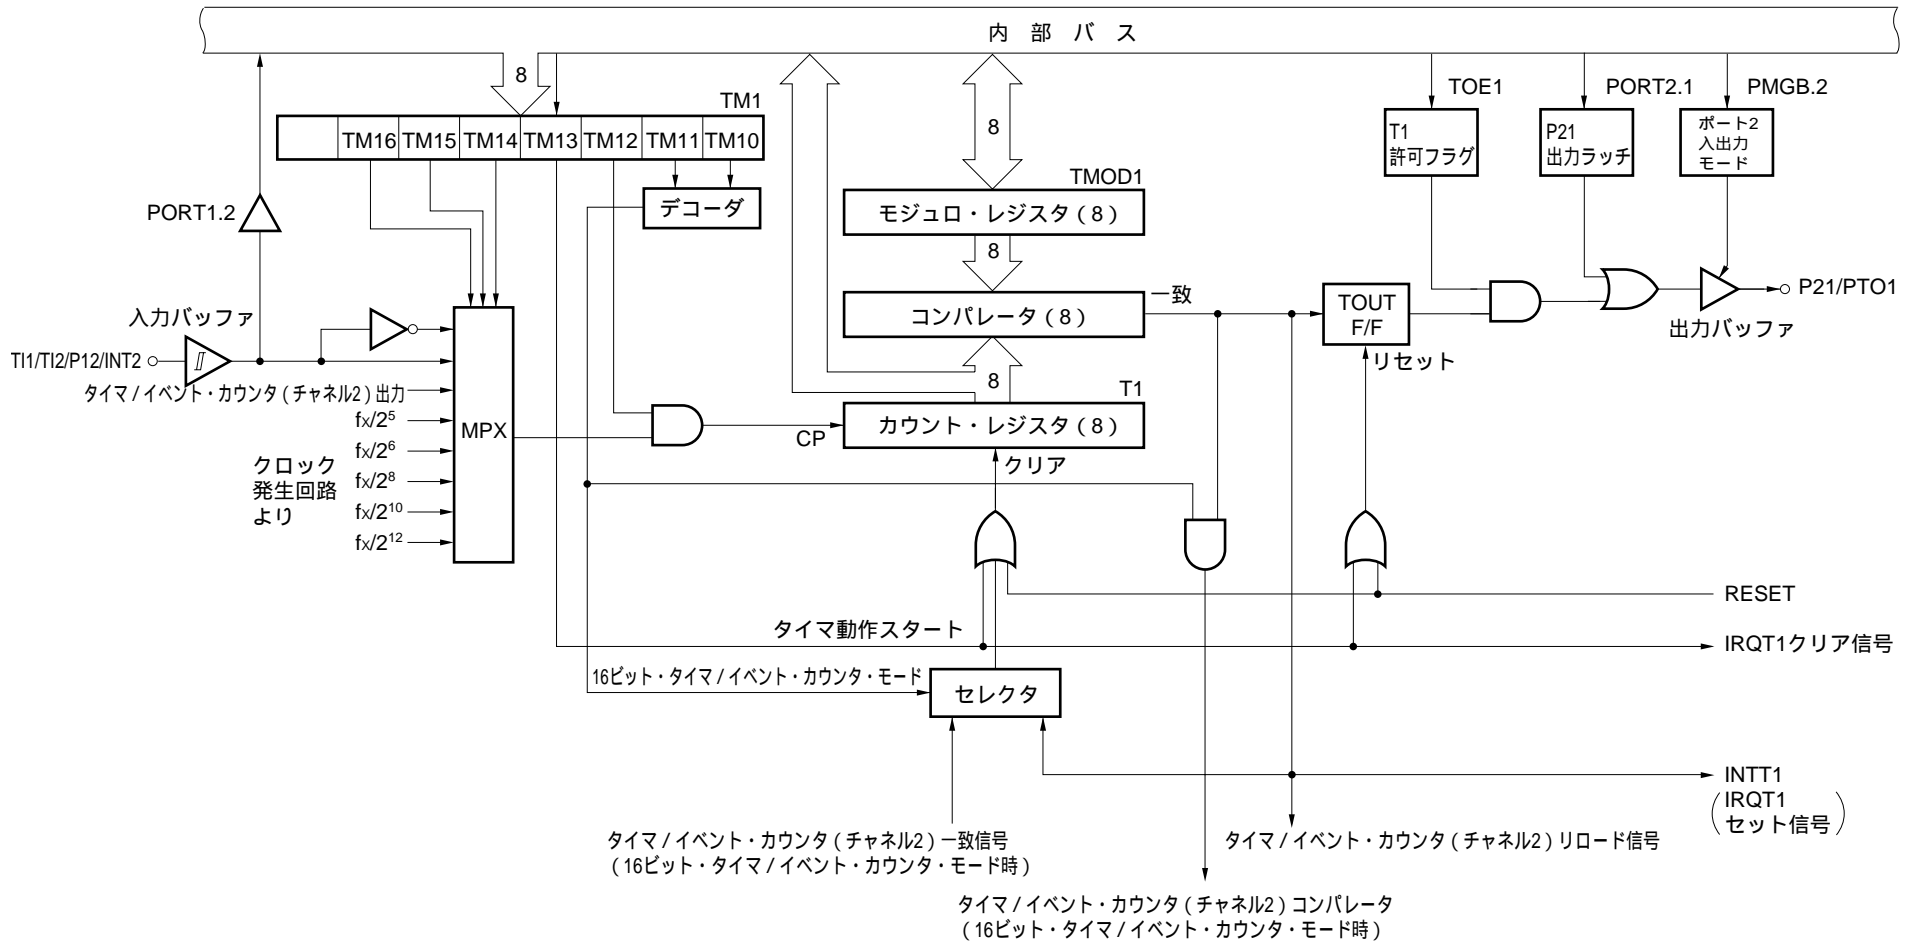 内 部 バ ス
8
TM1
TOE1
PORT2.1
PMGB.2
TM16 TM15 TM14 TM13 TM12 TM11 TM10
8
T1
許可フラグ
P21
出力ラッチ
ポート2
入出力
モード
TMOD1
デコーダ
モジュロ・レジスタ(8)
PORT1.2
8
入力バッファ
一致
コンパレータ(8)
TOUT
F/F
P21/PTO1
出力バッファ
TI1/TI2/P12/INT2
リセット
タイマ/イベント・カウンタ(チャネル2)出力
8
T1
fx/2⁵
MPX
カウント・レジスタ(8)
CP
fx/2⁶
クロック
発生回路
より
クリア
fx/2⁸
fx/2¹⁰
fx/2¹²
RESET
タイマ動作スタート
IRQT1クリア信号
16ビット・タイマ/イベント・カウンタ・モード
セレクタ
INTT1
(IRQT1
セット信号)
タイマ/イベント・カウンタ(チャネル2)一致信号
(16ビット・タイマ/イベント・カウンタ・モード時)
タイマ/イベント・カウンタ(チャネル2)リロード信号
タイマ/イベント・カウンタ(チャネル2)コンパレータ
(16ビット・タイマ/イベント・カウンタ・モード時)